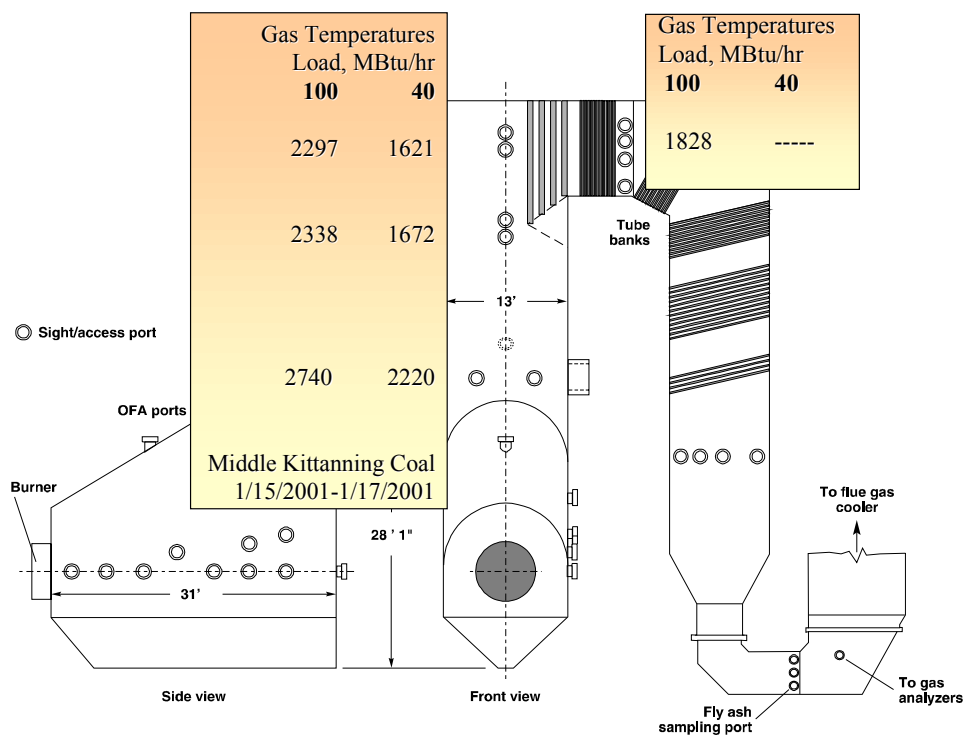 Gas Temperatures
Load, MBtu/hr
100 40
2297 1621
2338 1672
2740 2220
Middle Kittanning Coal
1/15/2001-1/17/2001
Gas Temperatures
Load, MBtu/hr
100 40
1828 -----
Tube
banks
13'
Sight/access port
OFA ports
Burner
28 ' 1"
31'
To flue gas
cooler
Side view
Front view
To gas
analyzers
Fly ash
sampling port